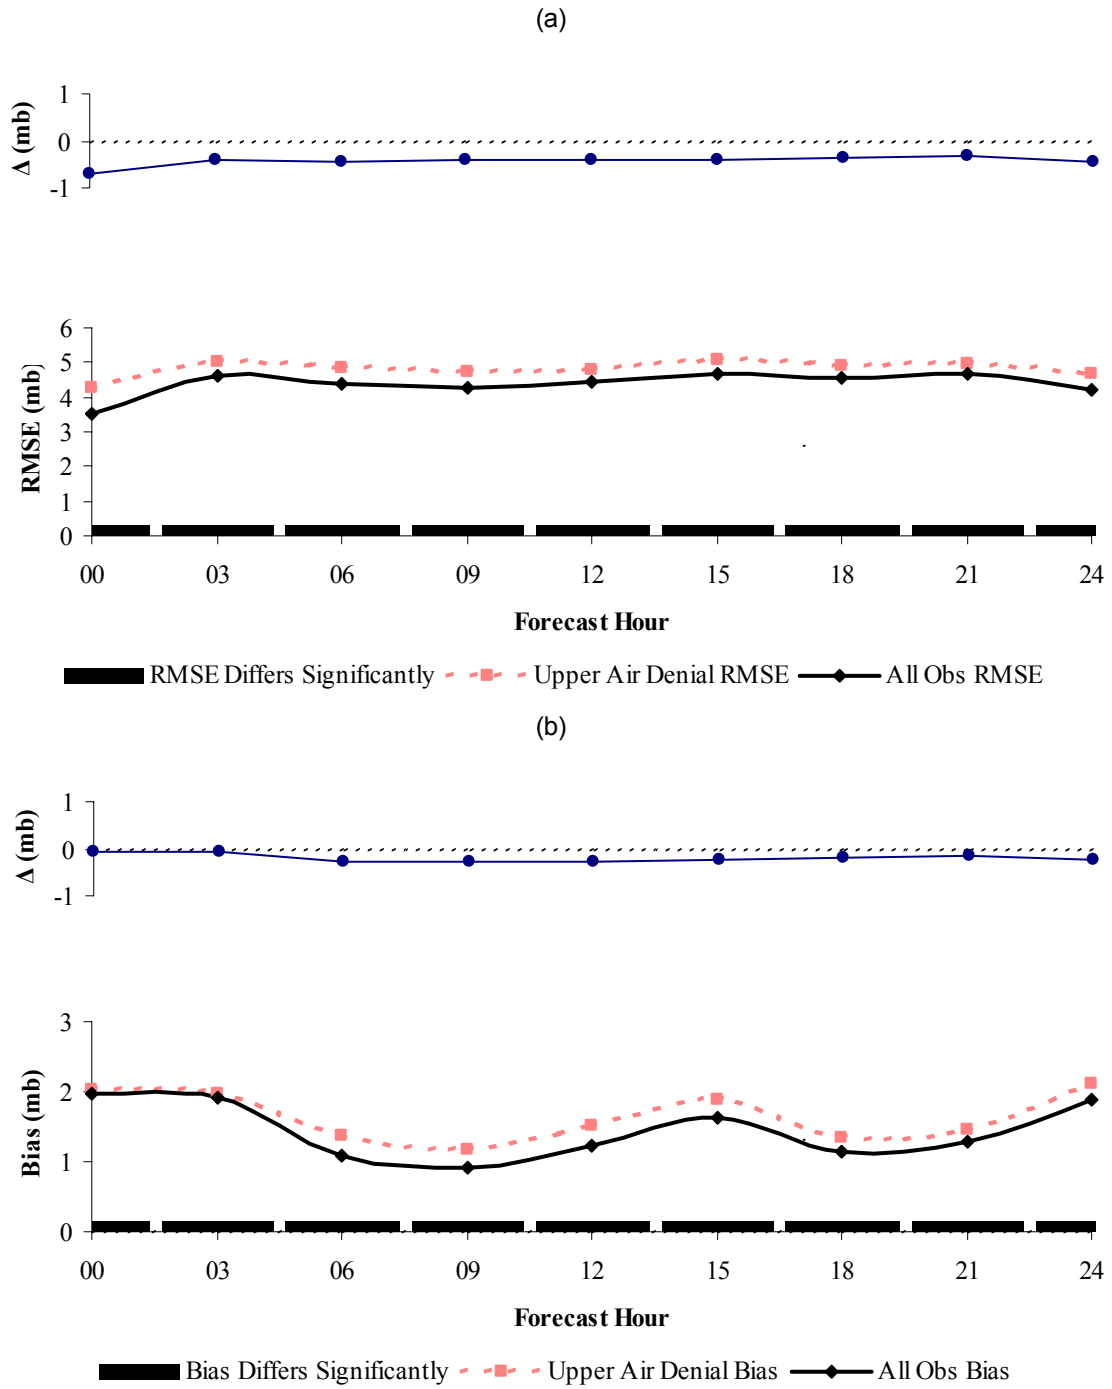 (a)
1
0
-1
Δ (mb)
6
5
4
3
2
1
0
RMSE (mb)
00 03 06 09 12 15 18 21 24
Forecast Hour
RMSE Differs Significantly Upper Air Denial RMSE All Obs RMSE
(b)
1
0
-1
Δ (mb)
3
2
1
0
Bias (mb)
00 03 06 09 12 15 18 21 24
Forecast Hour
Bias Differs Significantly Upper Air Denial Bias All Obs Bias